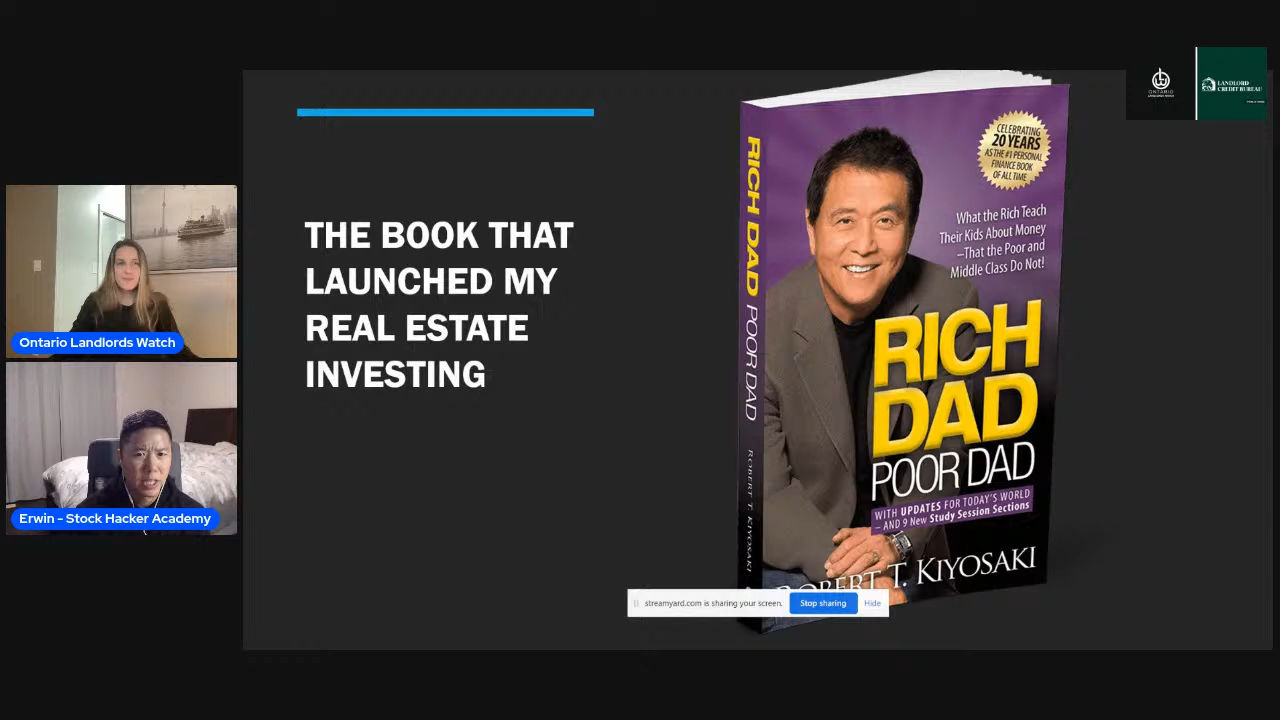 THE BOOK THAT
LAUNCHED MY
REAL ESTATE
INVESTING
RICH DAD POOR DAD
ROBERT T. KIYOSAKI
CELEBRATING
20 YEARS
AS THE #1 PERSONAL
FINANCE BOOK
OF ALL TIME
What the Rich Teach
Their Kids About Money
–That the Poor and
Middle Class Do Not!
RICH
DAD
POOR DAD
WITH UPDATES FOR TODAY'S WORLD
– AND 9 New Study Session Sections
ROBERT T. KIYOSAKI
Ontario Landlords Watch
Erwin - Stock Hacker Academy
streamyard.com is sharing your screen.
Stop sharing
Hide
ONTARIO
LANDLORD
CREDIT BUREAU